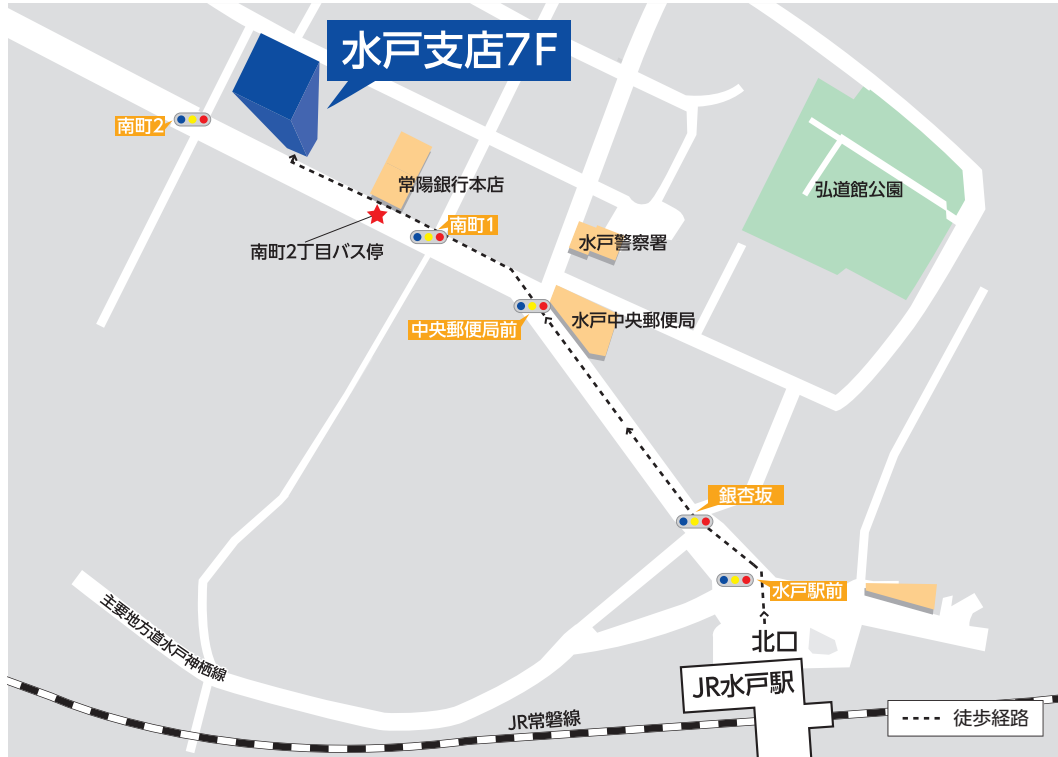 水戸支店7F
南町2
常陽銀行本店
弘道館公園
南町1
水戸警察署
南町2丁目バス停
中央郵便局前
水戸中央郵便局
銀杏坂
水戸駅前
主要地方道水戸神栖線
北口
JR水戸駅
JR常磐線
徒歩経路